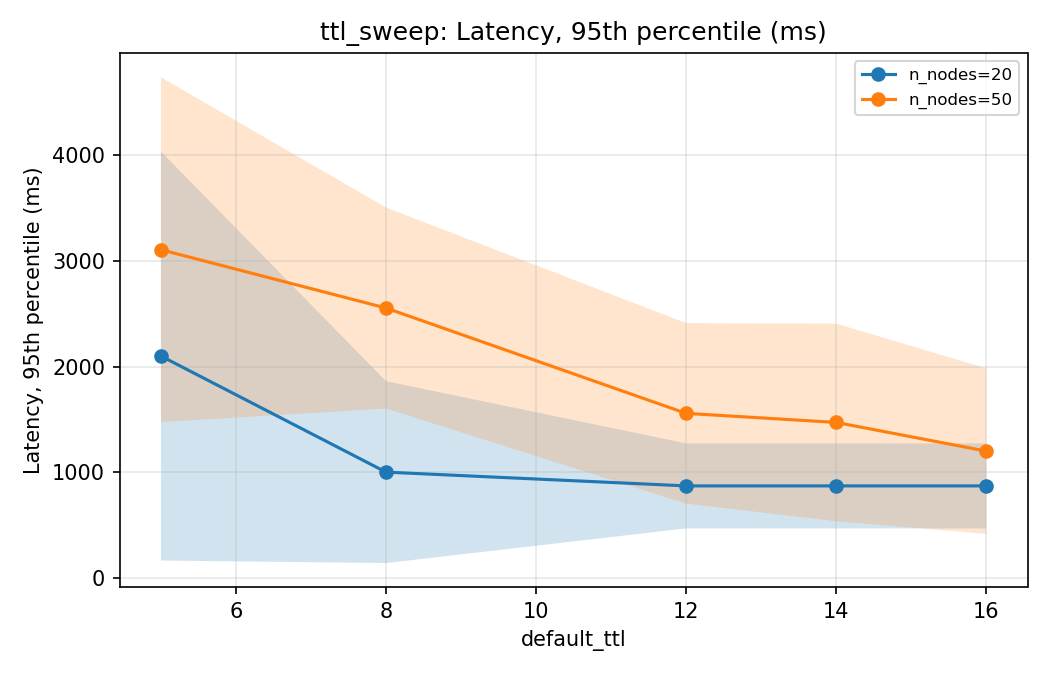 ttl_sweep: Latency, 95th percentile (ms)
n_nodes=20
n_nodes=50
Latency, 95th percentile (ms)
4000
3000
2000
1000
0
6 8 10 12 14 16
default_ttl